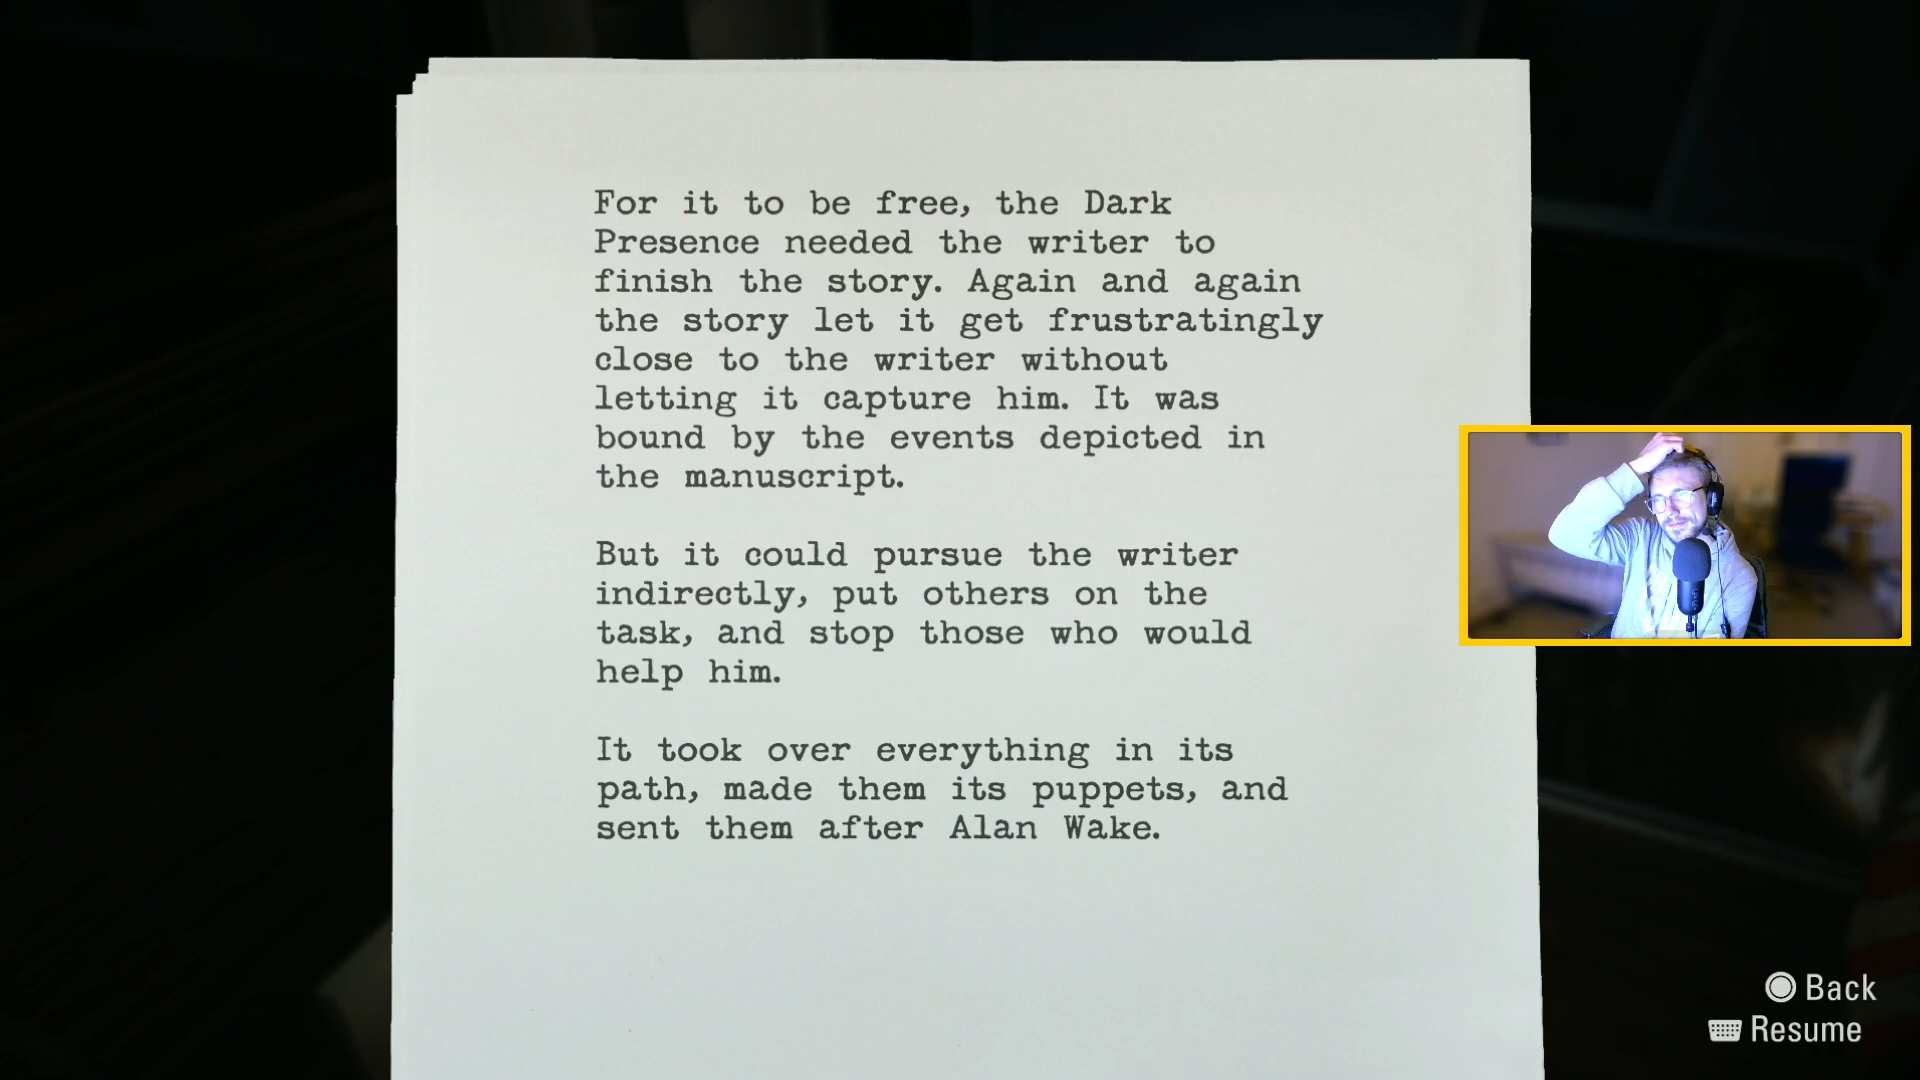 For it to be free, the Dark
Presence needed the writer to
finish the story. Again and again
the story let it get frustratingly
close to the writer without
letting it capture him. It was
bound by the events depicted in
the manuscript.
But it could pursue the writer
indirectly, put others on the
task, and stop those who would
help him.
It took over everything in its
path, made them its puppets, and
sent them after Alan Wake.
Back
Resume